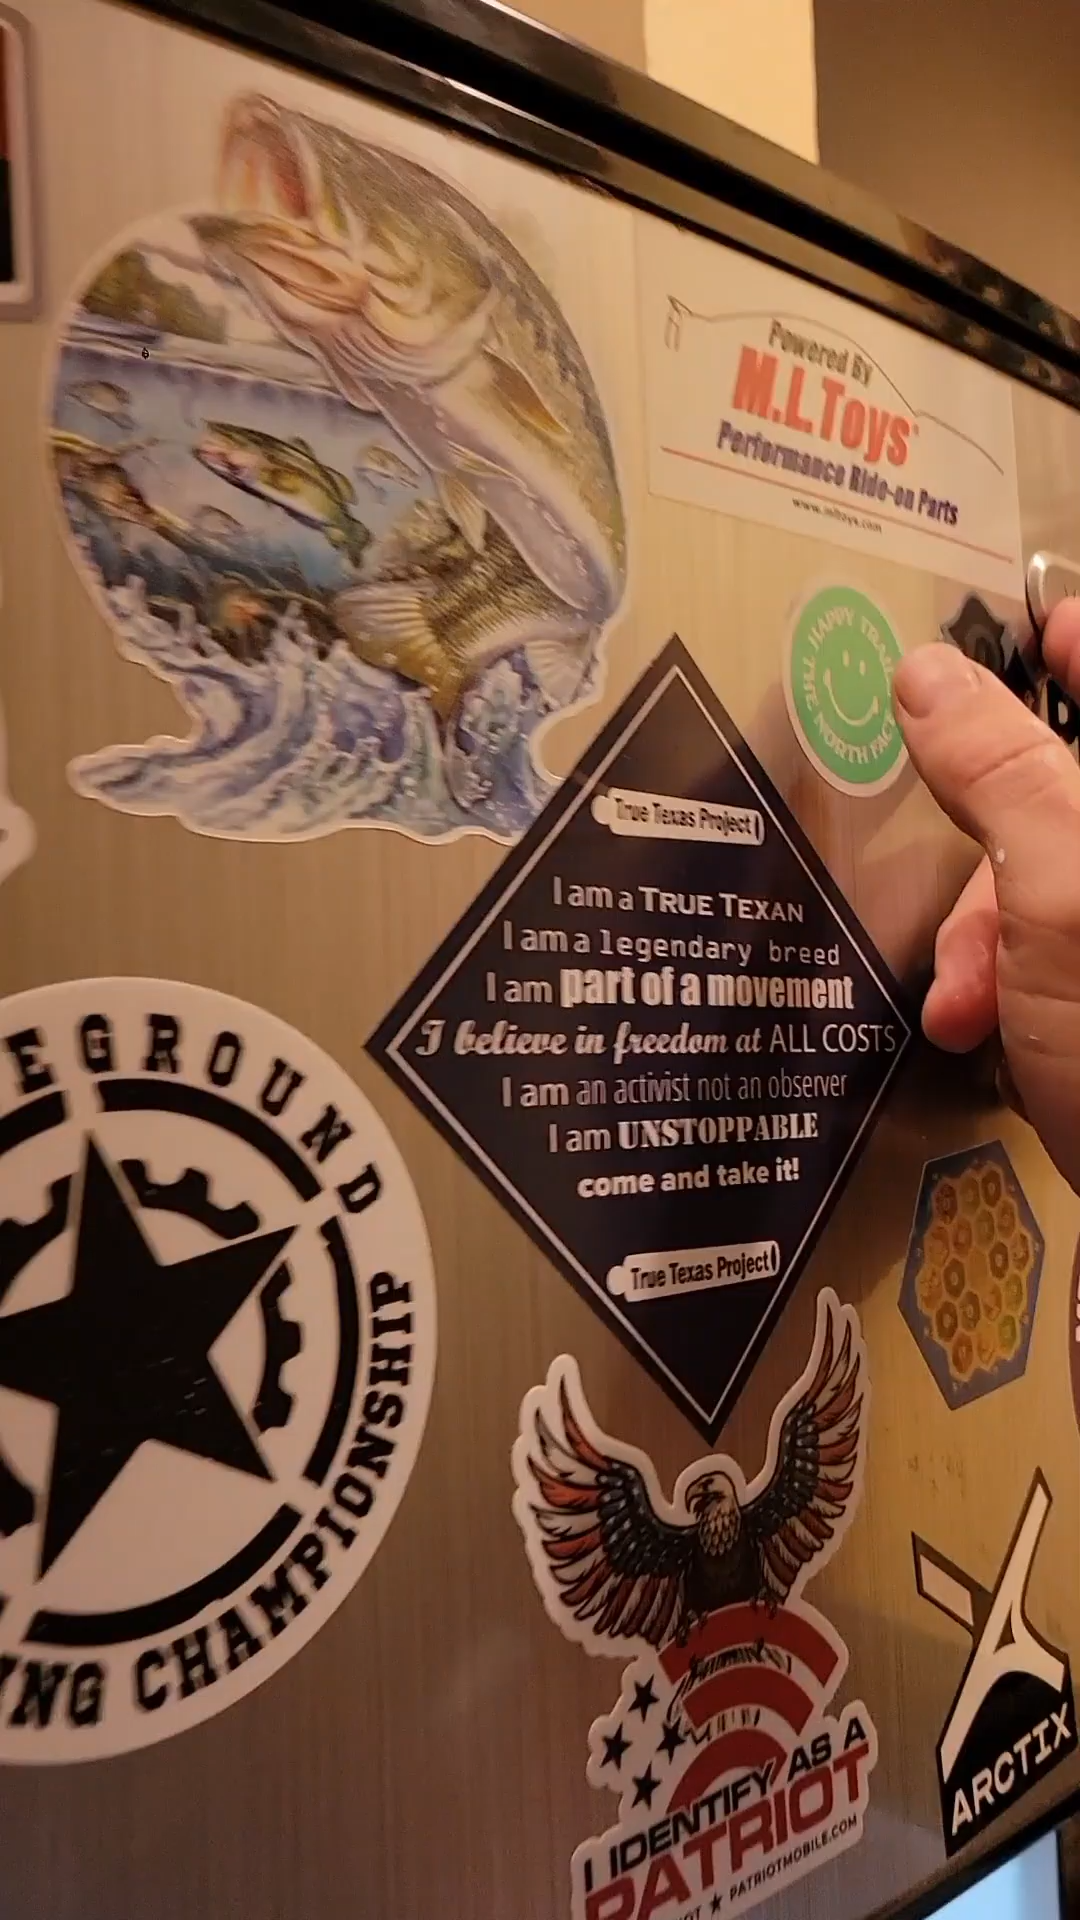 Powered By
M.L.Toys
Performance Ride-on Parts
www.mltoys.com
HAPPY TRAILS
THE NORTH FACE
True Texas Project
I am a TRUE TEXAN
I am a legendary breed
I am part of a movement
I believe in freedom at ALL COSTS
I am an activist not an observer
I am UNSTOPPABLE
come and take it!
True Texas Project
EGROUND
NG CHAMPIONSHIP
I IDENTIFY AS A
PATRIOT
PATRIOTMOBILE.COM
ARCTIX